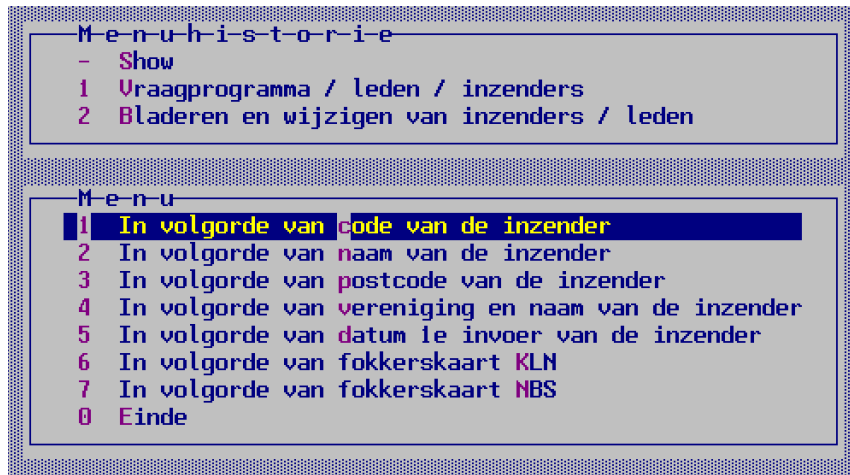 M-e-n-u-h-i-s-t-o-r-i-e
- Show
1 Vraagprogramma / leden / inzenders
2 Bladeren en wijzigen van inzenders / leden
M-e-n-u
1 In volgorde van code van de inzender
2 In volgorde van naam van de inzender
3 In volgorde van postcode van de inzender
4 In volgorde van vereniging en naam van de inzender
5 In volgorde van datum 1e invoer van de inzender
6 In volgorde van fokkerskaart KLN
7 In volgorde van fokkerskaart NBS
0 Einde